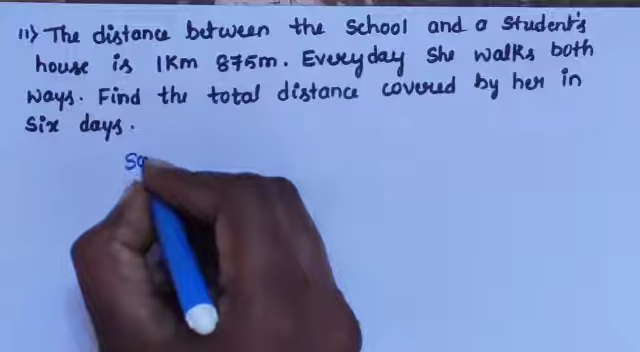 11) The distance between the school and a student's
house is 1Km 875m. Everyday she walks both
ways. Find the total distance covered by her in
Six days.
So